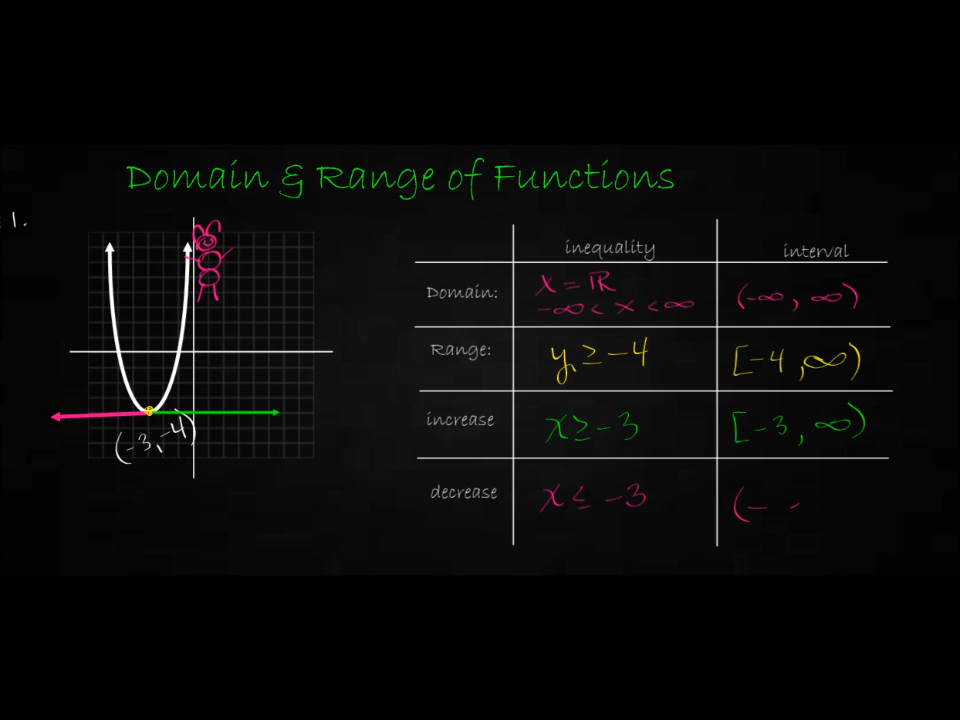 Domain & Range of Functions
1.
inequality interval
Domain: x = ℝ
-∞ < x < ∞ (-∞, ∞)
Range: y ≥ -4 [-4, ∞)
increase x ≥ -3 [-3, ∞)
decrease x ≤ -3 (-
(-3, -4)